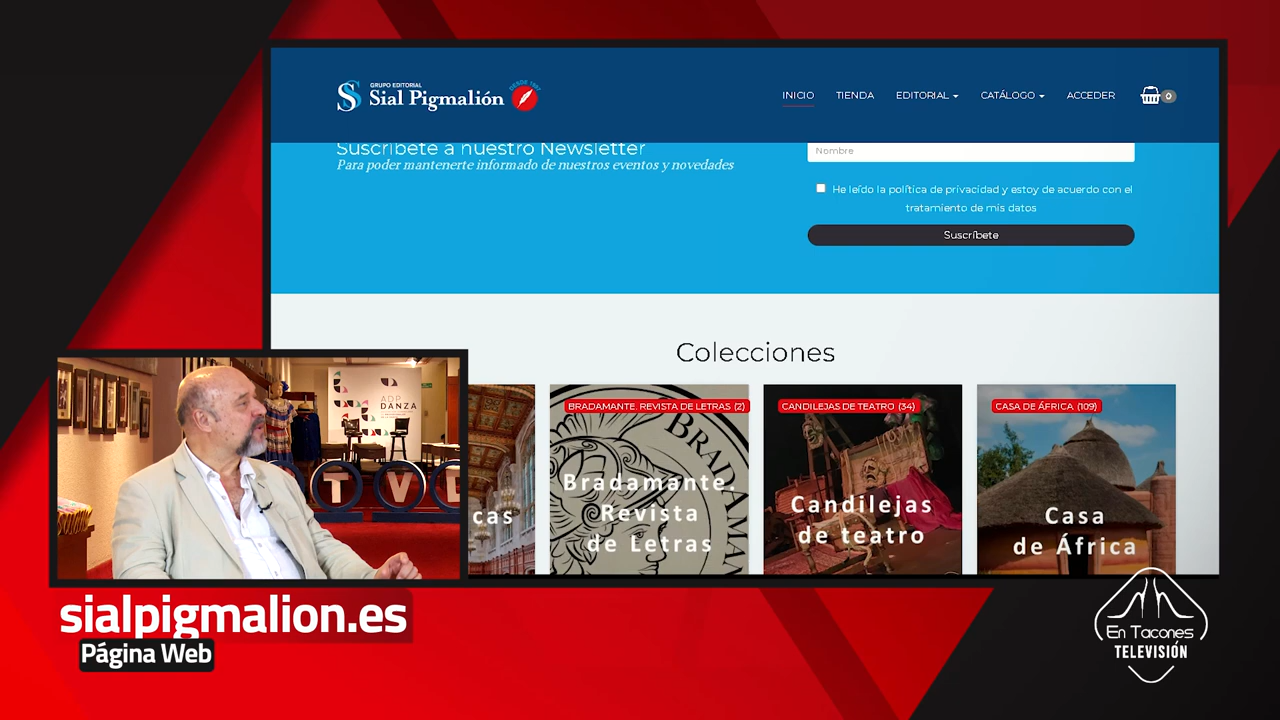 GRUPO EDITORIAL
Sial Pigmalión
DESDE 1997
INICIO
TIENDA
EDITORIAL
CATÁLOGO
ACCEDER
0
Suscríbete a nuestro Newsletter
Para poder mantenerte informado de nuestros eventos y novedades
Nombre
He leído la política de privacidad y estoy de acuerdo con el
tratamiento de mis datos
Suscríbete
Colecciones
cas
BRADAMANTE. REVISTA DE LETRAS (2)
BRADAMAN
Bradamante.
Revista
de Letras
CANDILEJAS DE TEATRO (34)
Candilejas
de teatro
CASA DE ÁFRICA (109)
Casa
de África
ADP
DANZA
T V
sialpigmalion.es
Página Web
En Tacones
TELEVISIÓN